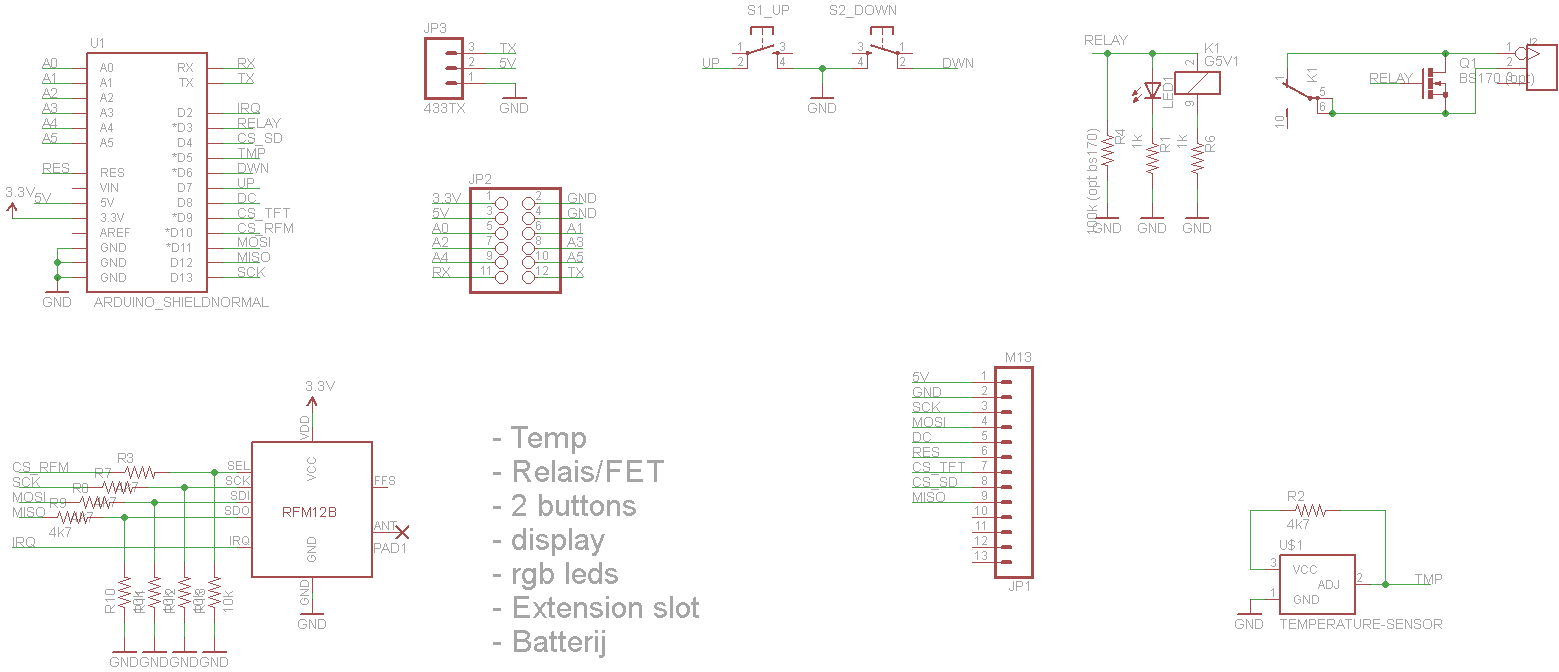 U1
A0 A0 RX RX
A1 A1 TX TX
A2 A2
A3 A3 D2 IRQ
A4 A4 *D3 RELAY
A5 A5 D4 CS_SD
*D5 TMP
RES RES *D6 DWN
VIN D7 UP
3.3V 5V 5V D8 DC
3.3V *D9 CS_TFT
AREF *D10 CS_RFM
GND *D11 MOSI
GND D12 MISO
GND D13 SCK
GND ARDUINO_SHIELDNORMAL
JP3
3 TX
2 5V
1
433TX GND
JP2
3.3V 1 2 GND
5V 3 4 GND
A0 5 6 A1
A2 7 8 A3
A4 9 10 A5
RX 11 12 TX
S1_UP S2_DOWN
1 3 3 1
UP 2 4 4 2 DWN
GND
RELAY
K1
2 G5V1
LED1
9
100k (opt bs170) R4
1k R1
1k R6
GND GND GND
1 K1 5
6
10
RELAY Q1
BS170 (opt)
J2
1
2
3
3.3V
VDD
CS_RFM R3 SEL VCC
SCK R7 SCK FFS
MOSI R8 SDI
MISO R9 SDO RFM12B ANT
4k7
IRQ IRQ GND PAD1
R10 10k
GND GND GND GND
GND
GND
- Temp
- Relais/FET
- 2 buttons
- display
- rgb leds
- Extension slot
- Batterij
M13
5V 1
GND 2
SCK 3
MOSI 4
DC 5
RES 6
CS_TFT 7
CS_SD 8
MISO 9
10
11
12
13
JP1
R2
4k7
U$1
3 VCC
ADJ 2 TMP
1 GND
GND TEMPERATURE-SENSOR